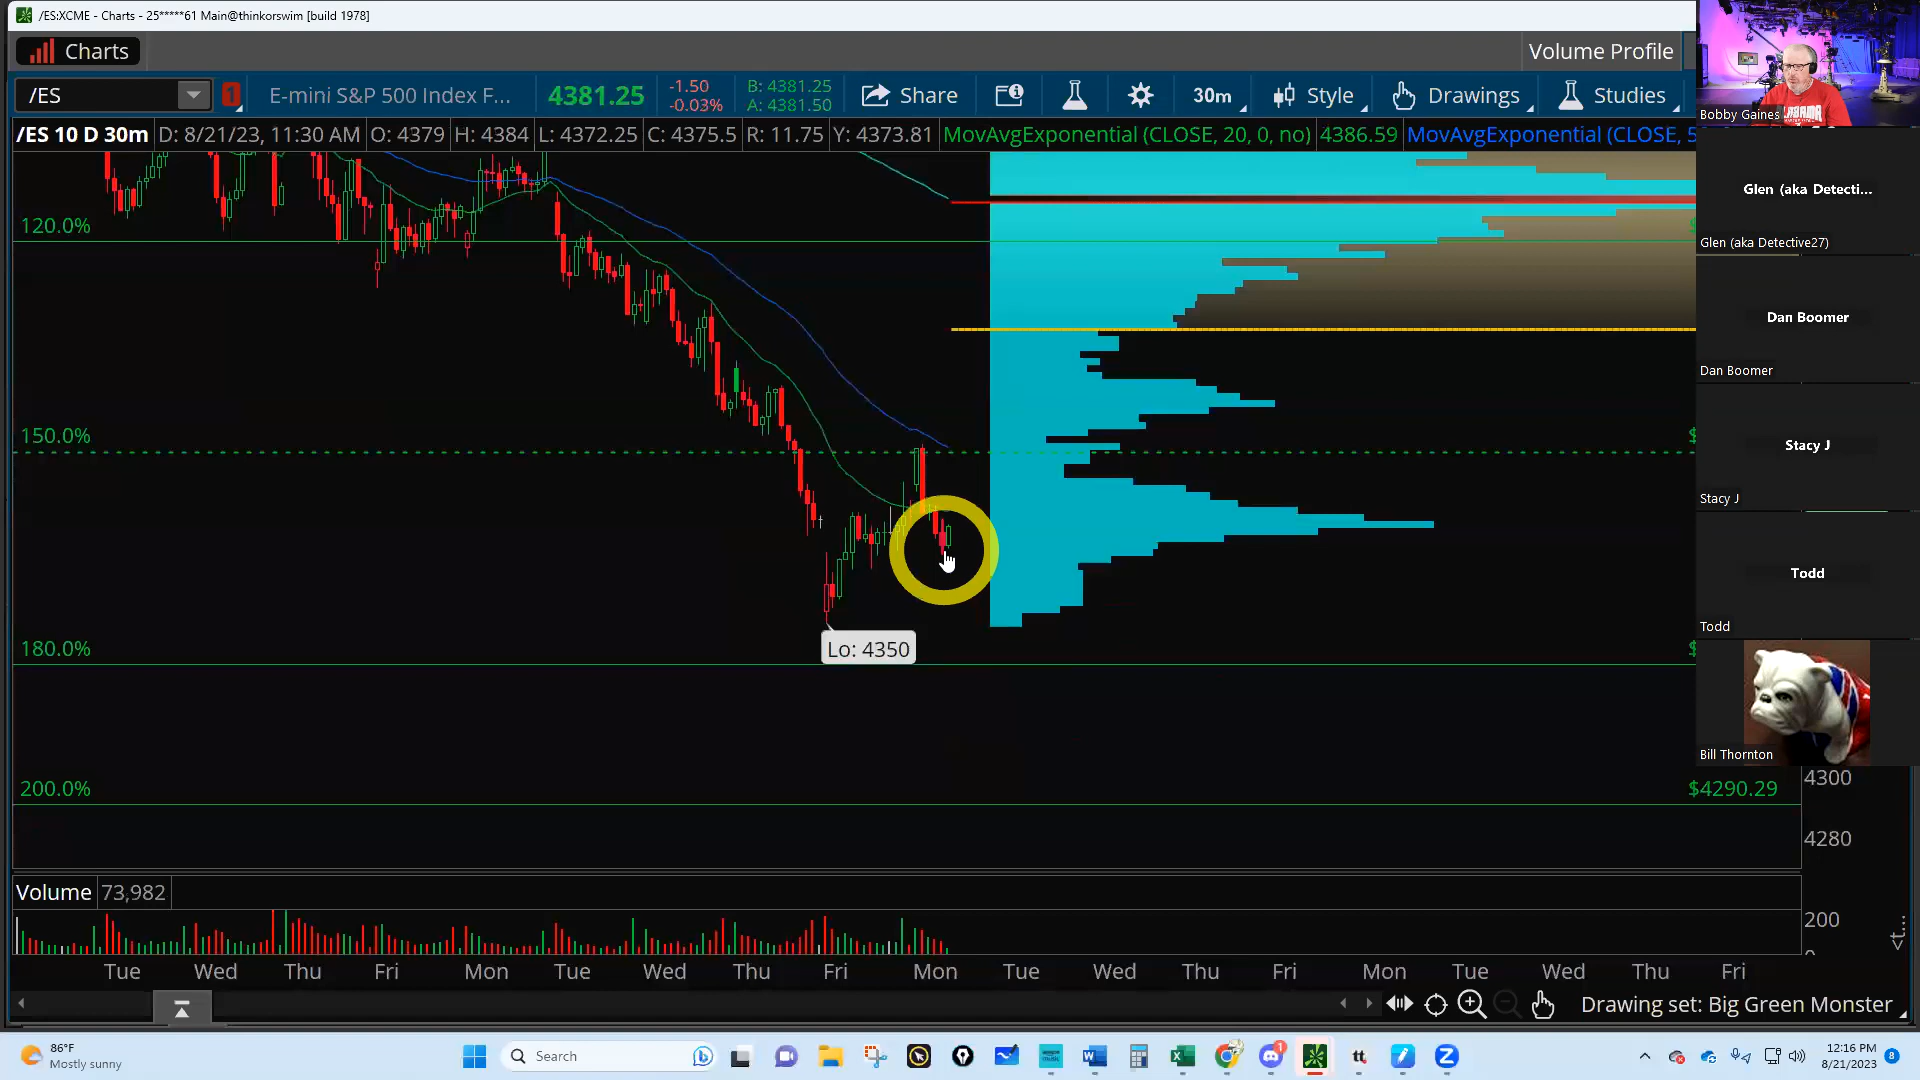 /ES:XCME - Charts - 25*****61 Main@thinkorswim [build 1978]
Charts
Volume Profile
/ES
1
E-mini S&P 500 Index F...
4381.25
-1.50
-0.03%
B: 4381.25
A: 4381.50
Share
30m
Style
Drawings
Studies
/ES 10 D 30m
D: 8/21/23, 11:30 AM
O: 4379
H: 4384
L: 4372.25
C: 4375.5
R: 11.75
Y: 4373.81
MovAvgExponential (CLOSE, 20, 0, no)
4386.59
MovAvgExponential (CLOSE, 5
120.0%
150.0%
$
Lo: 4350
180.0%
$
200.0%
$4290.29
4300
4280
Volume
73,982
200
0
<t...
Tue
Wed
Thu
Fri
Mon
Tue
Wed
Thu
Fri
Mon
Tue
Wed
Thu
Fri
Mon
Tue
Wed
Thu
Fri
Drawing set: Big Green Monster
Bobby Gaines
Glen (aka Detecti...
Glen (aka Detective27)
Dan Boomer
Dan Boomer
Stacy J
Stacy J
Todd
Todd
Bill Thornton
86°F
Mostly sunny
Search
1
tt
12:16 PM
8/21/2023
8